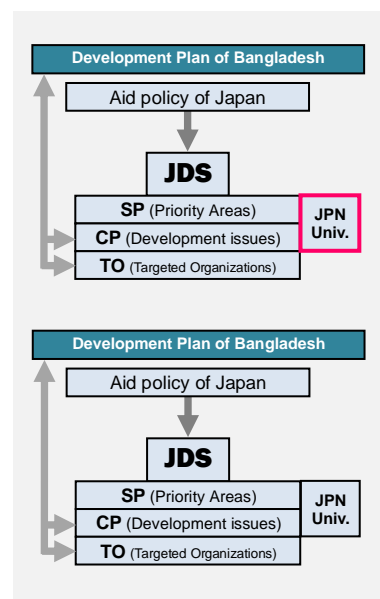 Development Plan of Bangladesh
Aid policy of Japan
JDS
SP (Priority Areas)
CP (Development issues)
TO (Targeted Organizations)
JPN
Univ.
Development Plan of Bangladesh
Aid policy of Japan
JDS
SP (Priority Areas)
CP (Development issues)
TO (Targeted Organizations)
JPN
Univ.